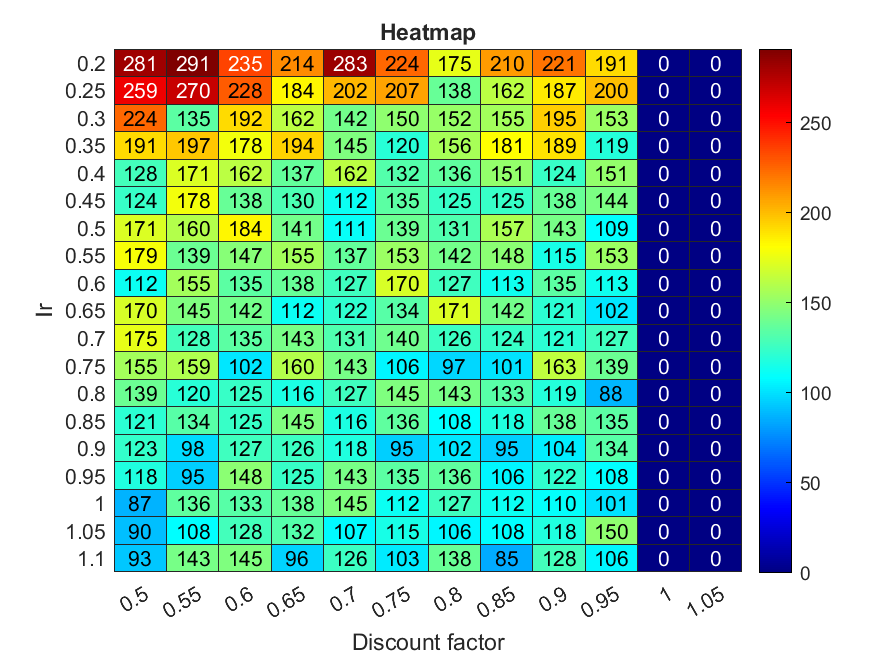 Heatmap
0.2 281 291 235 214 283 224 175 210 221 191 0 0
0.25 259 270 228 184 202 207 138 162 187 200 0 0
0.3 224 135 192 162 142 150 152 155 195 153 0 0
0.35 191 197 178 194 145 120 156 181 189 119 0 0
0.4 128 171 162 137 162 132 136 151 124 151 0 0
0.45 124 178 138 130 112 135 125 125 138 144 0 0
0.5 171 160 184 141 111 139 131 157 143 109 0 0
0.55 179 139 147 155 137 153 142 148 115 153 0 0
0.6 112 155 135 138 127 170 127 113 135 113 0 0
0.65 170 145 142 112 122 134 171 142 121 102 0 0
0.7 175 128 135 143 131 140 126 124 121 127 0 0
0.75 155 159 102 160 143 106 97 101 163 139 0 0
0.8 139 120 125 116 127 145 143 133 119 88 0 0
0.85 121 134 125 145 116 136 108 118 138 135 0 0
0.9 123 98 127 126 118 95 102 95 104 134 0 0
0.95 118 95 148 125 143 135 136 106 122 108 0 0
1 87 136 133 138 145 112 127 112 110 101 0 0
1.05 90 108 128 132 107 115 106 108 118 150 0 0
1.1 93 143 145 96 126 103 138 85 128 106 0 0
0.5 0.55 0.6 0.65 0.7 0.75 0.8 0.85 0.9 0.95 1 1.05
Discount factor
lr
250
200
150
100
50
0